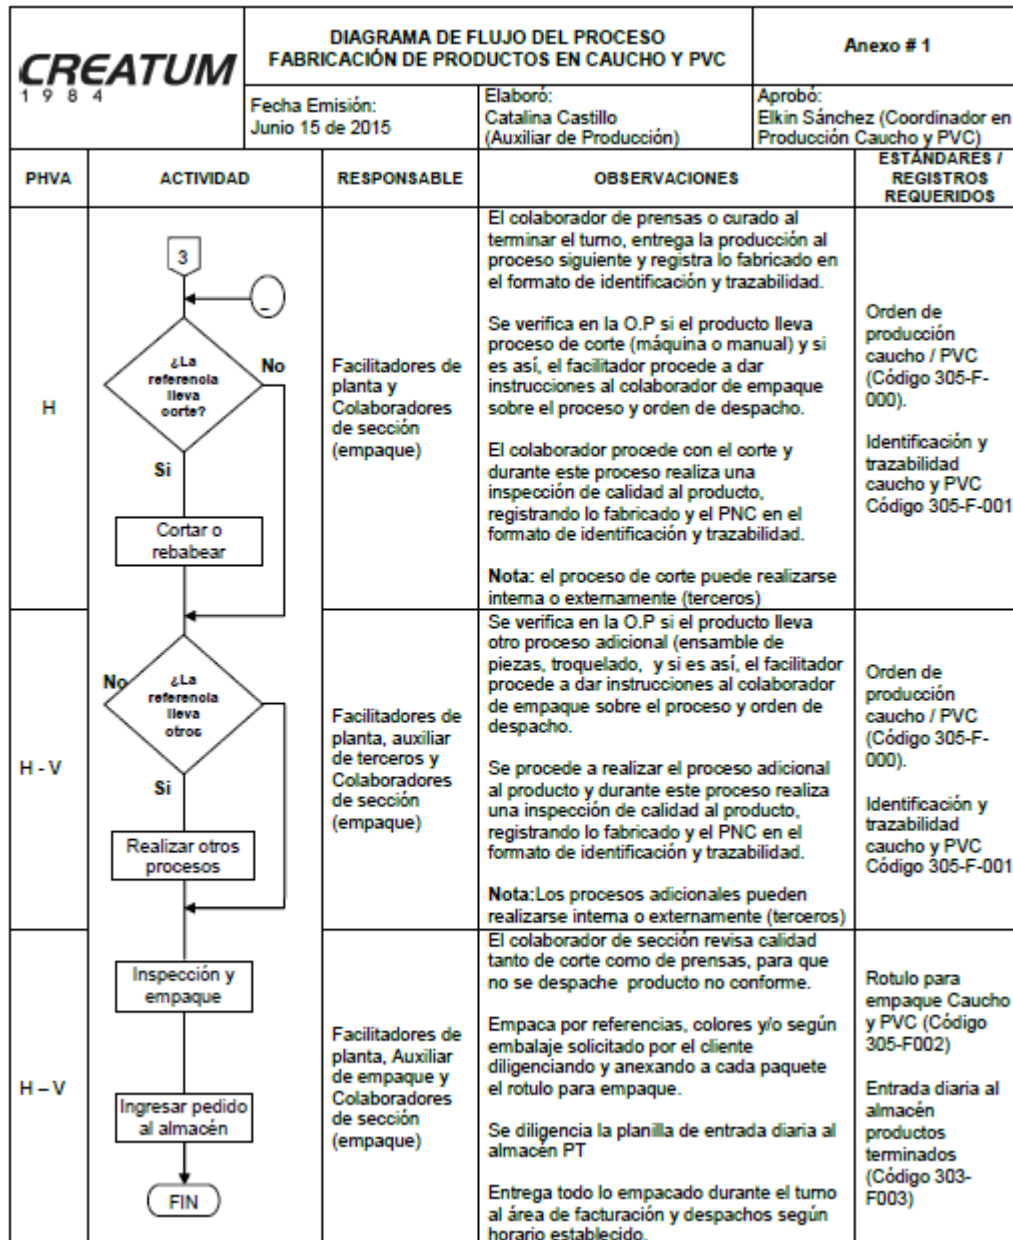 CREATUM
1 9 8 4
DIAGRAMA DE FLUJO DEL PROCESO
FABRICACIÓN DE PRODUCTOS EN CAUCHO Y PVC
Anexo # 1
Fecha Emisión:
Junio 15 de 2015
Elaboró:
Catalina Castillo
(Auxiliar de Producción)
Aprobó:
Elkin Sánchez (Coordinador en
Producción Caucho y PVC)
PHVA
ACTIVIDAD
RESPONSABLE
OBSERVACIONES
ESTÁNDARES /
REGISTROS
REQUERIDOS
H
3
¿La
referencia
lleva
corte?
No
Si
Cortar o
rebabear
Facilitadores de
planta y
Colaboradores
de sección
(empaque)
El colaborador de prensas o curado al
terminar el turno, entrega la producción al
proceso siguiente y registra lo fabricado en
el formato de identificación y trazabilidad.
Se verifica en la O.P si el producto lleva
proceso de corte (máquina o manual) y si
es así, el facilitador procede a dar
instrucciones al colaborador de empaque
sobre el proceso y orden de despacho.
El colaborador procede con el corte y
durante este proceso realiza una
inspección de calidad al producto,
registrando lo fabricado y el PNC en el
formato de identificación y trazabilidad.
Nota: el proceso de corte puede realizarse
interna o externamente (terceros)
Orden de
producción
caucho / PVC
(Código 305-F-
000).
Identificación y
trazabilidad
caucho y PVC
Código 305-F-001
H - V
No
¿La
referencia
lleva
otros
Si
Realizar otros
procesos
Facilitadores de
planta, auxiliar
de terceros y
Colaboradores
de sección
(empaque)
Se verifica en la O.P si el producto lleva
otro proceso adicional (ensamble de
piezas, troquelado, y si es así, el facilitador
procede a dar instrucciones al colaborador
de empaque sobre el proceso y orden de
despacho.
Se procede a realizar el proceso adicional
al producto y durante este proceso realiza
una inspección de calidad al producto,
registrando lo fabricado y el PNC en el
formato de identificación y trazabilidad.
Nota:Los procesos adicionales pueden
realizarse interna o externamente (terceros)
Orden de
producción
caucho / PVC
(Código 305-F-
000).
Identificación y
trazabilidad
caucho y PVC
Código 305-F-001
H – V
Inspección y
empaque
Ingresar pedido
al almacén
FIN
Facilitadores de
planta, Auxiliar
de empaque y
Colaboradores
de sección
(empaque)
El colaborador de sección revisa calidad
tanto de corte como de prensas, para que
no se despache producto no conforme.
Empaca por referencias, colores y/o según
embalaje solicitado por el cliente
diligenciando y anexando a cada paquete
el rotulo para empaque.
Se diligencia la planilla de entrada diaria al
almacén PT
Entrega todo lo empacado durante el turno
al área de facturación y despachos según
horario establecido.
Rotulo para
empaque Caucho
y PVC (Código
305-F002)
Entrada diaria al
almacén
productos
terminados
(Código 303-
F003)